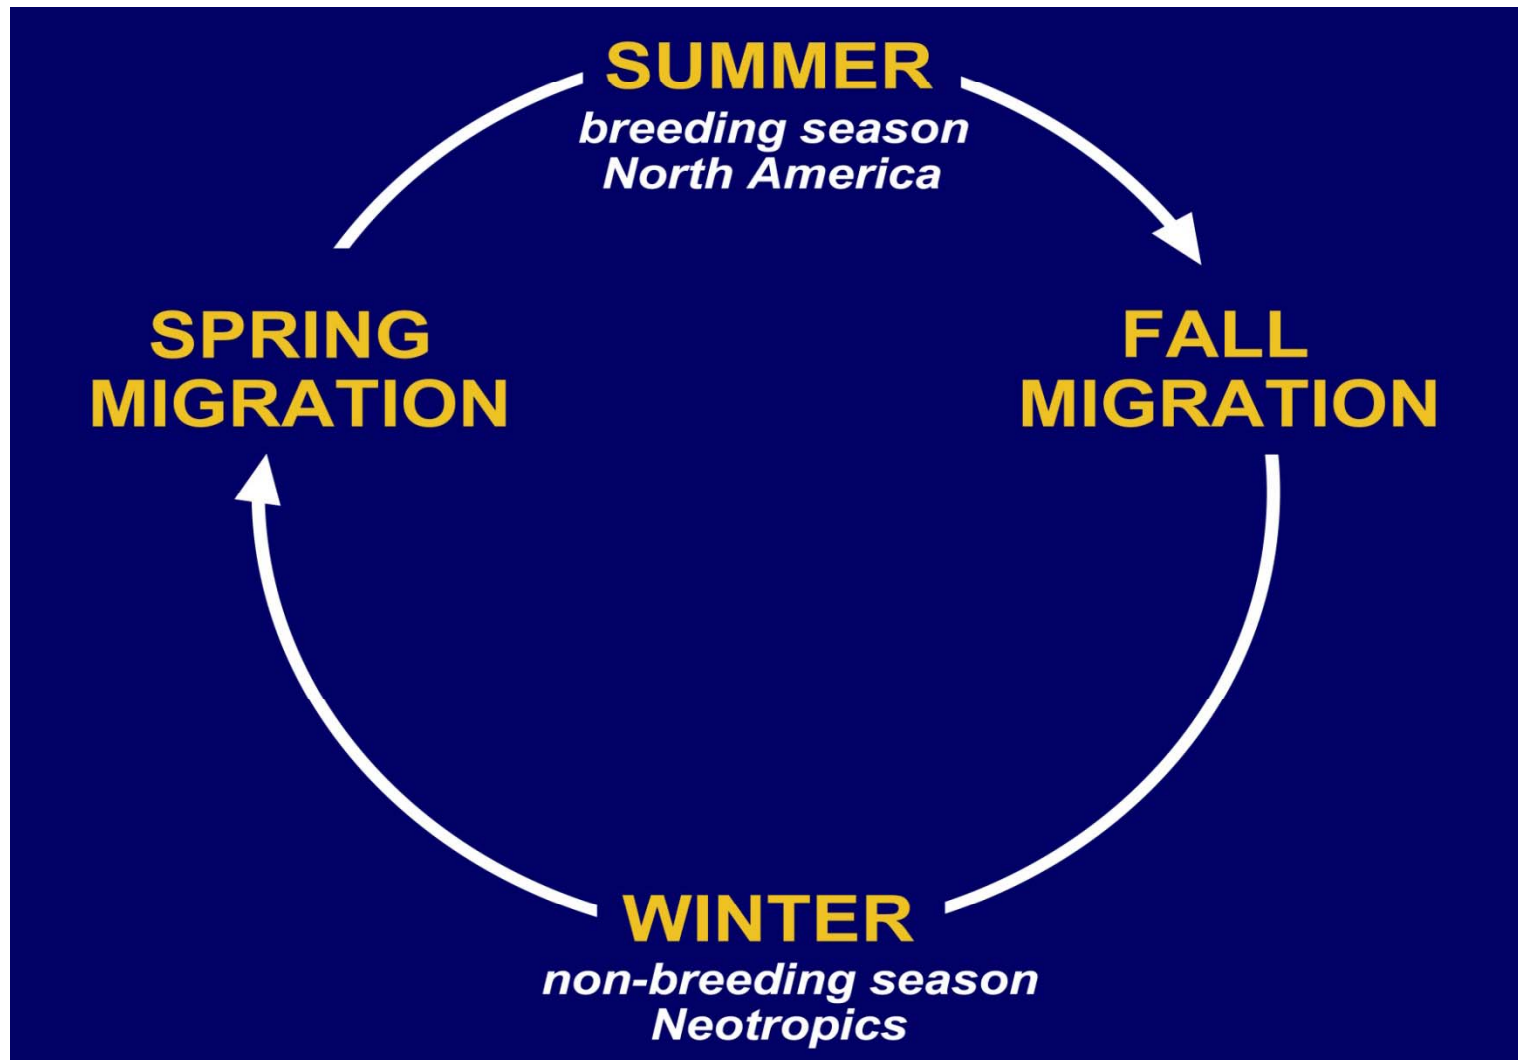 SUMMER
breeding season
North America
SPRING
MIGRATION
FALL
MIGRATION
WINTER
non-breeding season
Neotropics